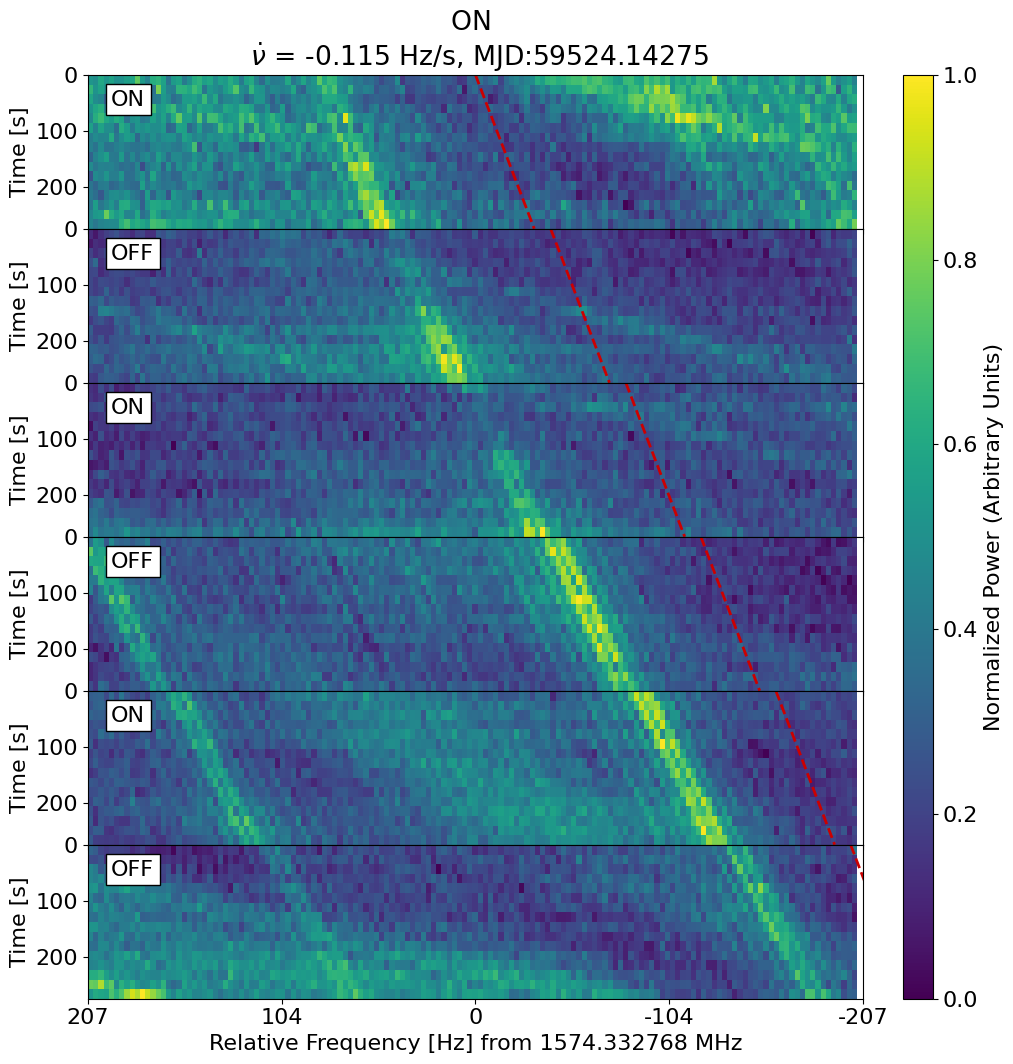 ON
ν̇ = -0.115 Hz/s, MJD:59524.14275
ON
OFF
ON
OFF
ON
OFF
Time [s]
0
100
200
Time [s]
0
100
200
Time [s]
0
100
200
Time [s]
0
100
200
Time [s]
0
100
200
Time [s]
0
100
200
207
104
0
-104
-207
Relative Frequency [Hz] from 1574.332768 MHz
1.0
0.8
0.6
0.4
0.2
0.0
Normalized Power (Arbitrary Units)